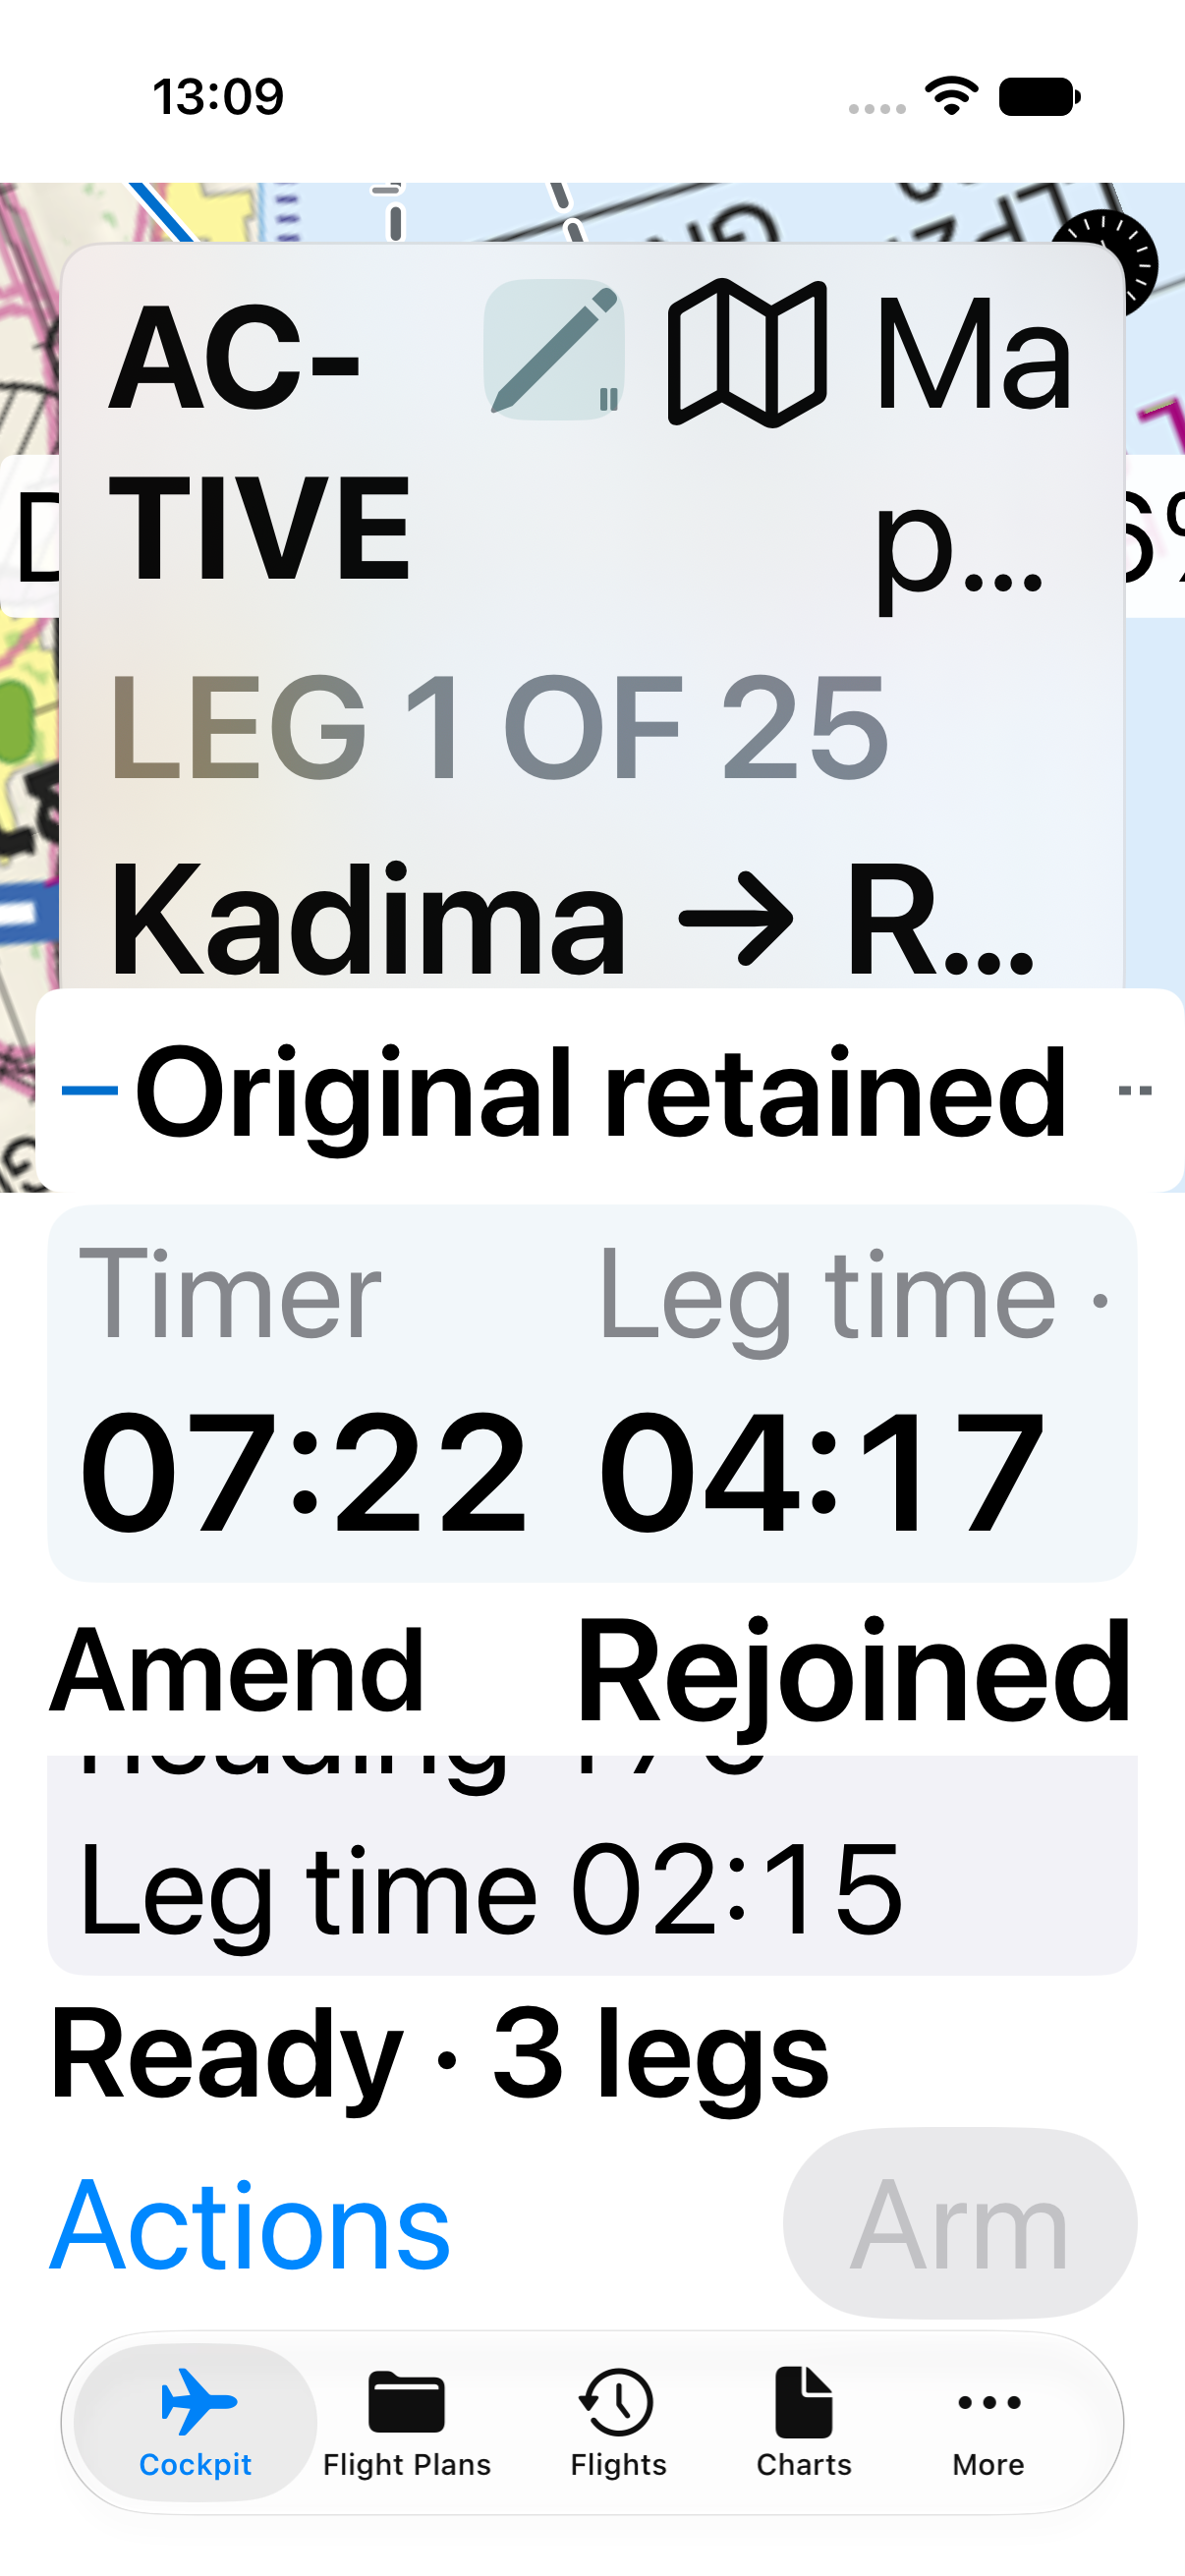 13:09
AC-
TIVE
Ma
p...
LEG 1 OF 25
Kadima → R...
Original retained
Timer
Leg time ·
07:22
04:17
Amend
Rejoined
Leg time 02:15
Ready · 3 legs
Actions
Arm
Cockpit
Flight Plans
Flights
Charts
More